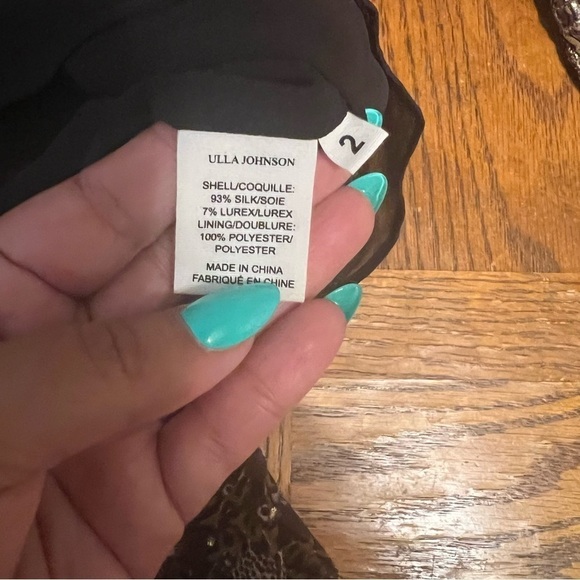 ULLA JOHNSON
2
SHELL/COQUILLE:
93% SILK/SOIE
7% LUREX/LUREX
LINING/DOUBLURE:
100% POLYESTER/
POLYESTER
MADE IN CHINA
FABRIQUÉ EN CHINE